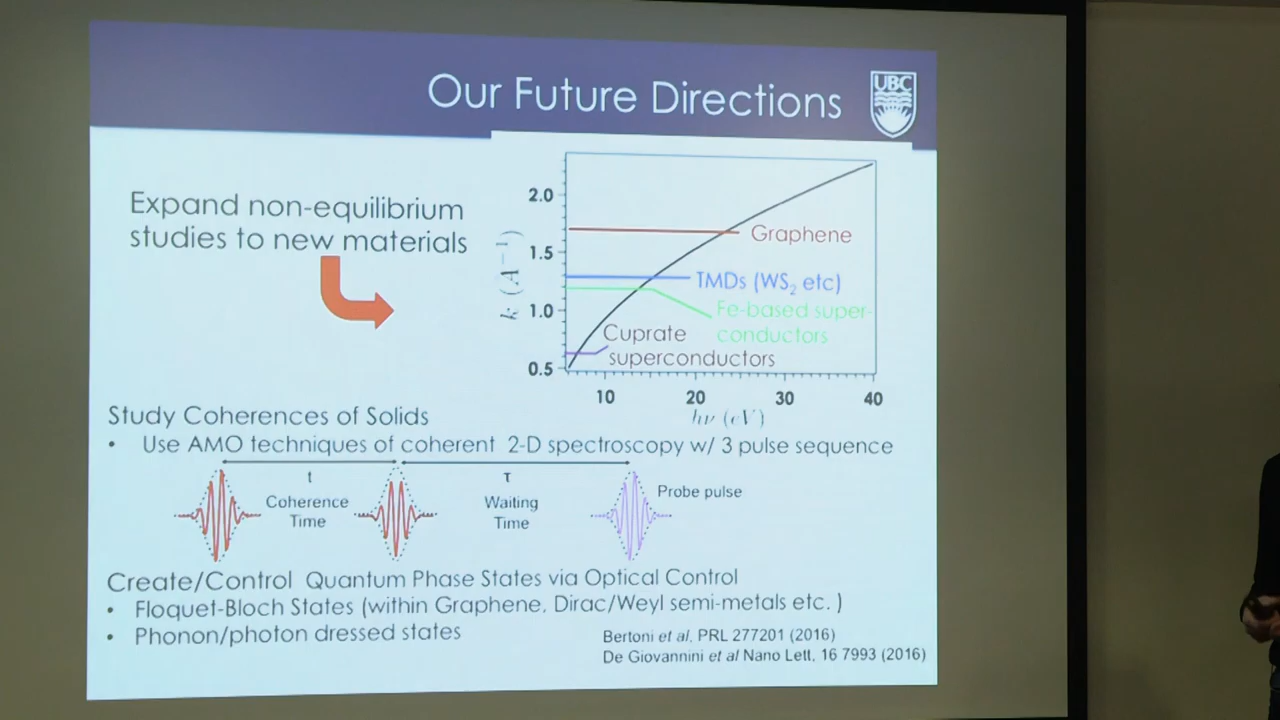 Our Future Directions
UBC
Expand non-equilibrium
studies to new materials
2.0
1.5
1.0
0.5
k (A⁻¹)
Graphene
TMDs (WS₂ etc)
Fe-based super-
conductors
Cuprate
superconductors
10 20 30 40
hν (eV)
Study Coherences of Solids
• Use AMO techniques of coherent 2-D spectroscopy w/ 3 pulse sequence
t
Coherence
Time
τ
Waiting
Time
Probe pulse
Create/Control Quantum Phase States via Optical Control
• Floquet-Bloch States (within Graphene, Dirac/Weyl semi-metals etc. )
• Phonon/photon dressed states
Bertoni et al, PRL 277201 (2016)
De Giovannini et al Nano Lett, 16 7993 (2016)